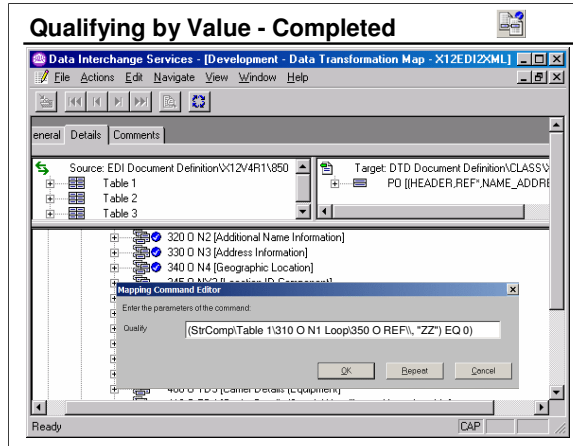 Qualifying by Value - Completed
Data Interchange Services - [Development - Data Transformation Map - X12EDI2XML]
File Actions Edit Navigate View Window Help
eneral Details Comments
Source: EDI Document Definition\X12V4R1\850
Table 1
Table 2
Table 3
Target: DTD Document Definition\CLASS\
PO [(HEADER,REF*,NAME_ADDRE
320 O N2 [Additional Name Information]
330 O N3 [Address Information]
340 O N4 [Geographic Location]
Mapping Command Editor
Enter the parameters of the command:
Qualify (StrComp\Table 1\310 O N1 Loop\350 O REF\\, "ZZ") EQ 0)
OK Repeat Cancel
Ready CAP